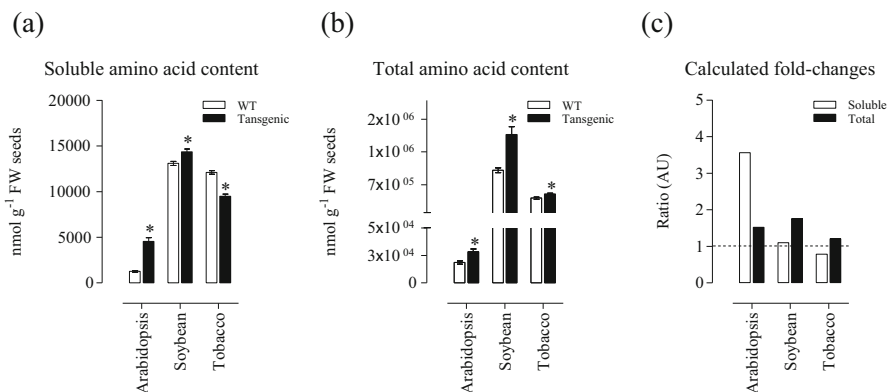 (a)
Soluble amino acid content
nmol g-1 FW seeds
20000
15000
10000
5000
0
WT
Tansgenic
*
*
*
Arabidopsis
Soybean
Tobacco
(b)
Total amino acid content
nmol g-1 FW seeds
2x10 06
1x10 06
7x10 05
5x10 04
3x10 04
0
WT
Tansgenic
*
*
*
Arabidopsis
Soybean
Tobacco
(c)
Calculated fold-changes
Ratio (AU)
5
4
3
2
1
0
Soluble
Total
Arabidopsis
Soybean
Tobacco